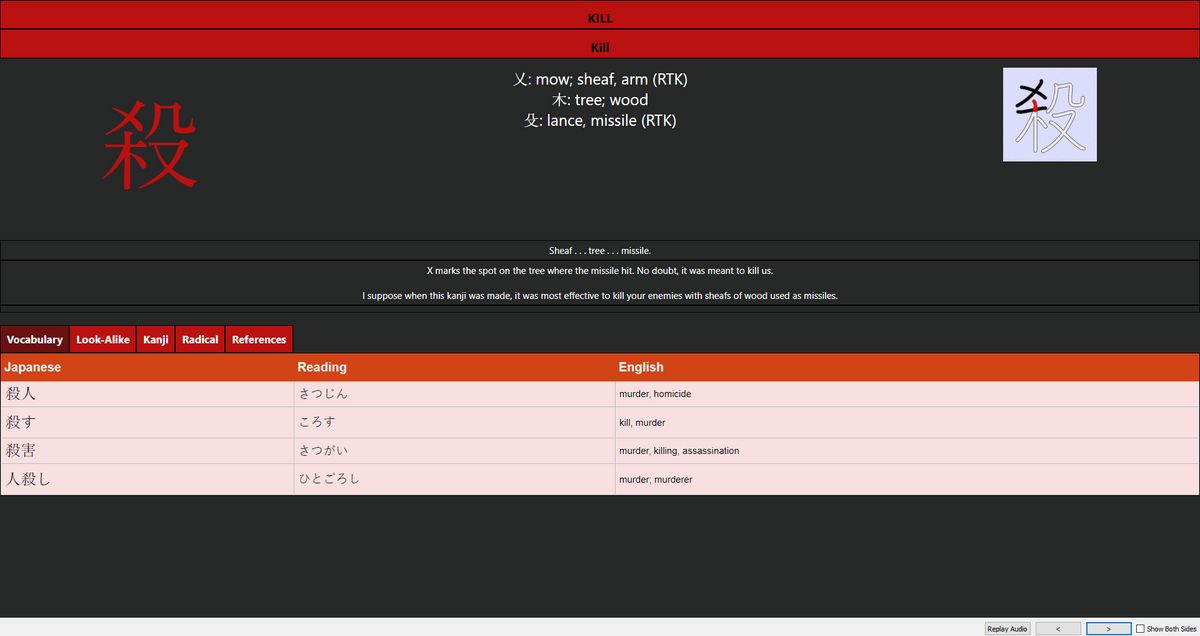 KILL
Kill
殺
乂: mow; sheaf, arm (RTK)
木: tree; wood
殳: lance, missile (RTK)
殺
Sheaf . . . tree . . . missile.
X marks the spot on the tree where the missile hit. No doubt, it was meant to kill us.
I suppose when this kanji was made, it was most effective to kill your enemies with sheafs of wood used as missiles.
Vocabulary Look-Alike Kanji Radical References
Japanese Reading English
殺人 さつじん murder, homicide
殺す ころす kill, murder
殺害 さつがい murder, killing, assassination
人殺し ひとごろし murder; murderer
Replay Audio < > Show Both Sides